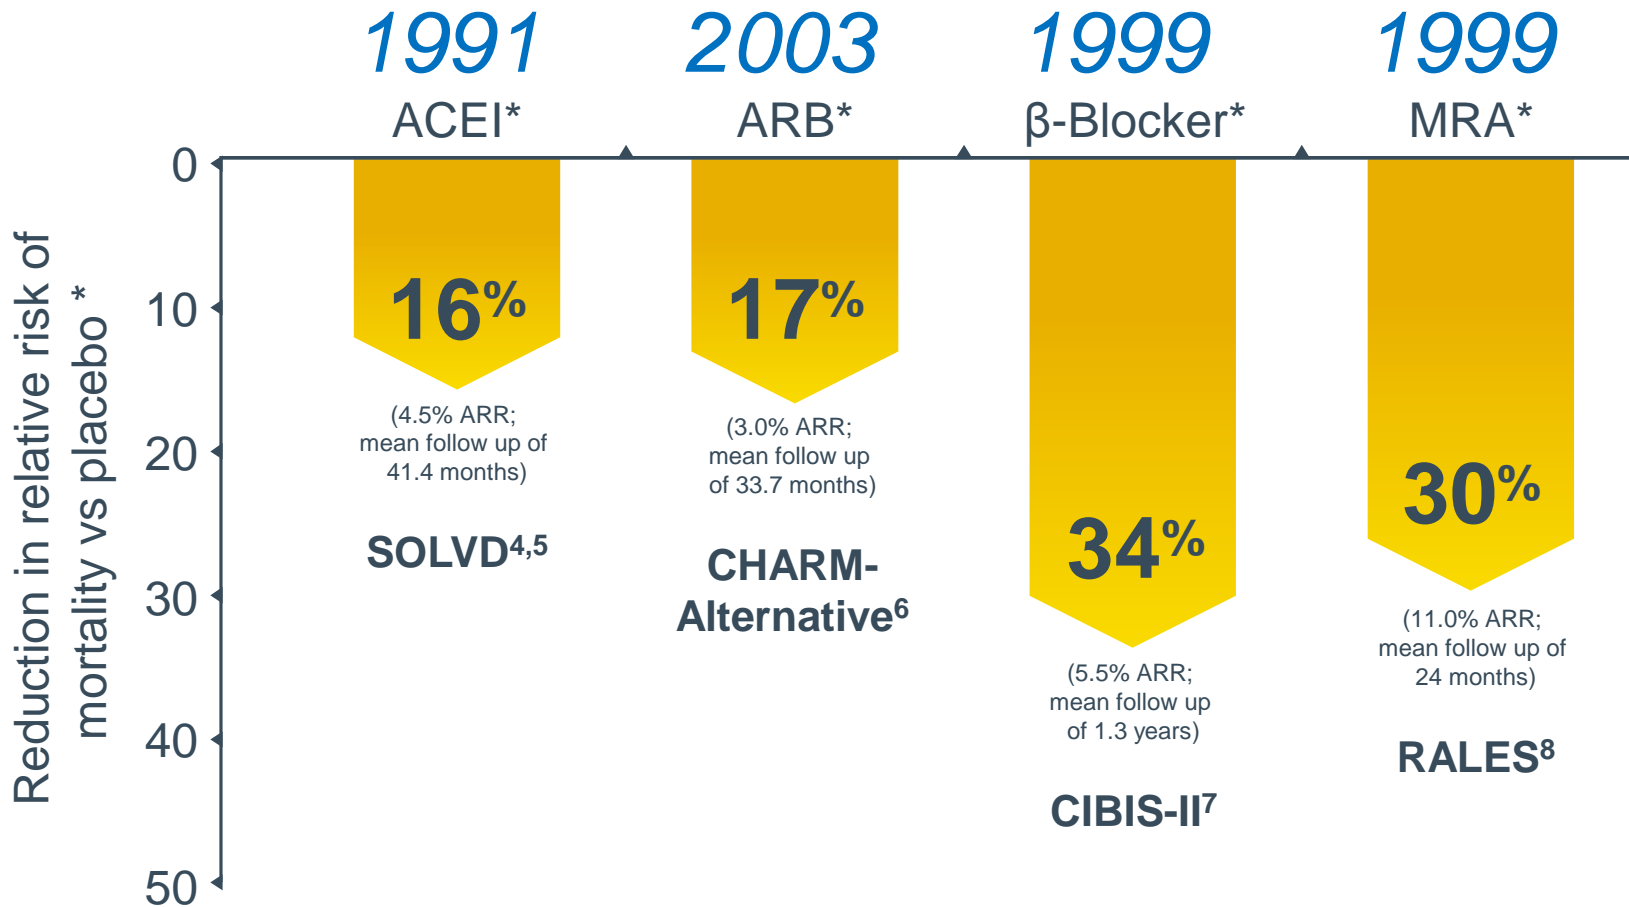 1991
2003
1999
1999
ACEI*
ARB*
β-Blocker*
MRA*
Reduction in relative risk of
mortality vs placebo *
0
10
20
30
40
50
16%
(4.5% ARR;
mean follow up of
41.4 months)
SOLVD4,5
17%
(3.0% ARR;
mean follow up
of 33.7 months)
CHARM-
Alternative6
34%
(5.5% ARR;
mean follow up
of 1.3 years)
CIBIS-II7
30%
(11.0% ARR;
mean follow up of
24 months)
RALES8